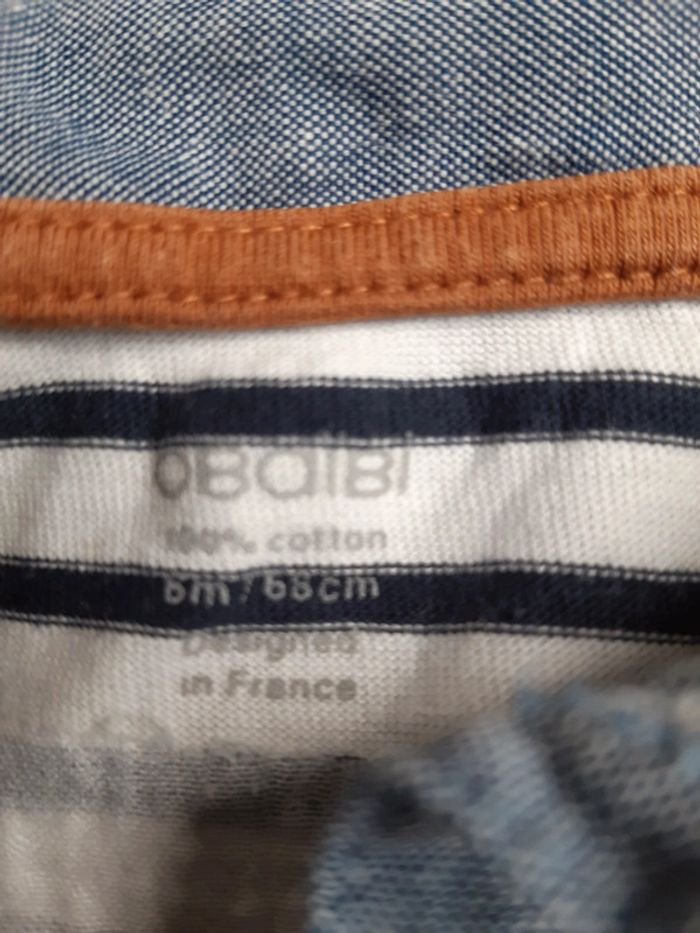 OBaIBI
100% cotton
6m / 68cm
Designed
in France